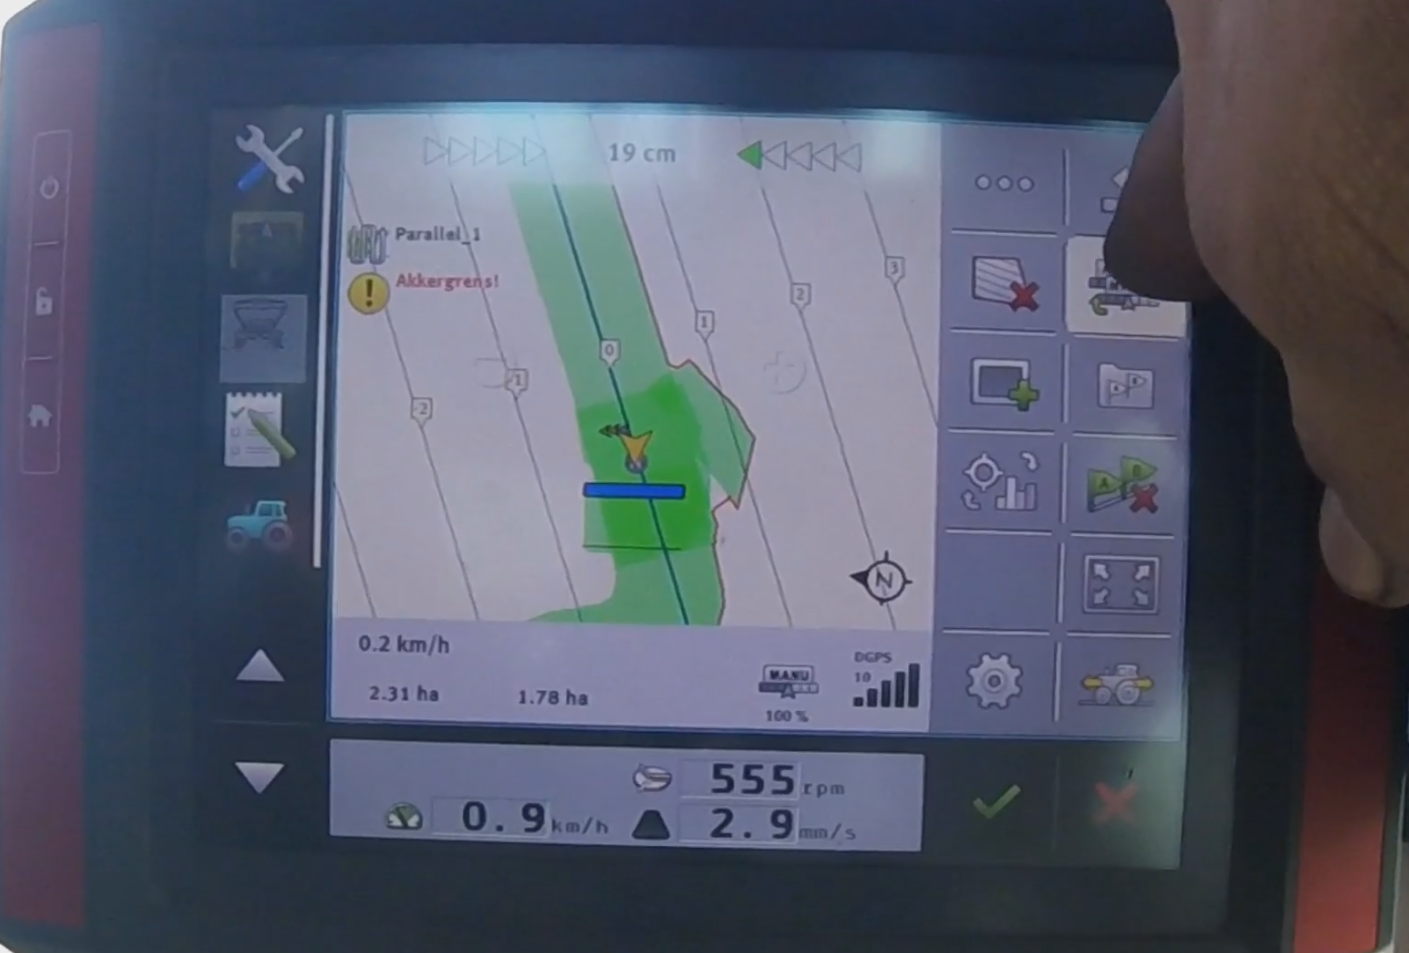 19 cm
Parallel_1
Akkergrens!
3
2
1
0
1
-2
N
0.2 km/h
2.31 ha
1.78 ha
MANU
100 %
DGPS
10
555 rpm
0.9 km/h
2.9 mm/s